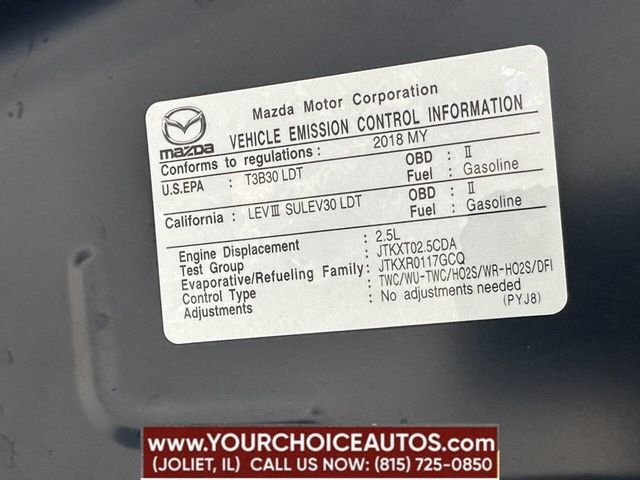 mazda
Mazda Motor Corporation
VEHICLE EMISSION CONTROL INFORMATION
Conforms to regulations : 2018 MY
U.S.EPA : T3B30 LDT OBD : II
Fuel : Gasoline
California : LEVIII SULEV30 LDT OBD : II
Fuel : Gasoline
Engine Displacement : 2.5L
Test Group : JTKXT02.5CDA
Evaporative/Refueling Family: JTKXR0117GCQ
Control Type : TWC/WU-TWC/HO2S/WR-HO2S/DFI
Adjustments : No adjustments needed
(PYJ8)
WWW.YOURCHOICEAUTOS.COM
(JOLIET, IL) CALL US NOW: (815) 725-0850